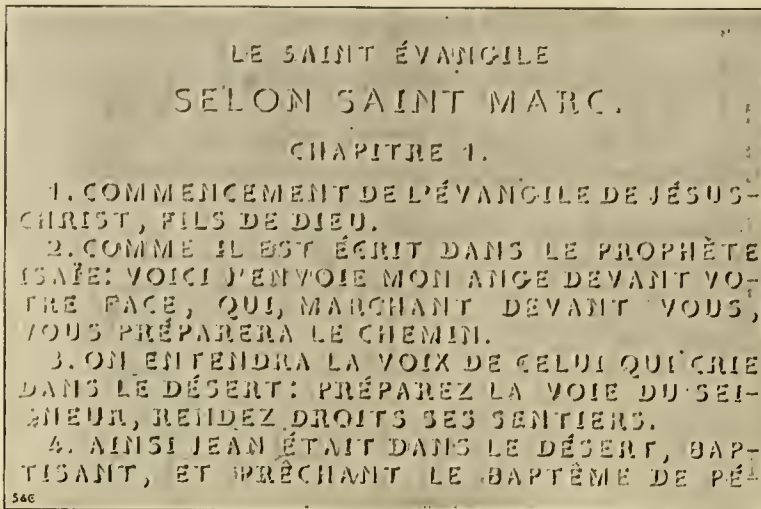 LE SAINT ÉVANGILE
SELON SAINT MARC.
CHAPITRE 1.
1. COMMENCEMENT DE L'ÉVANGILE DE JÉSUS-
CHRIST, FILS DE DIEU.
2. COMME IL EST ÉCRIT DANS LE PROPHÈTE
ISAÏE: VOICI J'ENVOIE MON ANGE DEVANT VO-
TRE FACE, QUI, MARCHANT DEVANT VOUS,
VOUS PRÉPARERA LE CHEMIN.
3. ON ENTENDRA LA VOIX DE CELUI QUI CRIE
DANS LE DÉSERT: PRÉPAREZ LA VOIE DU SEI-
GNEUR, RENDEZ DROITS SES SENTIERS.
4. AINSI JEAN ÉTAIT DANS LE DÉSERT, BAP-
TISANT, ET PRÊCHANT LE BAPTÊME DE PÉ-